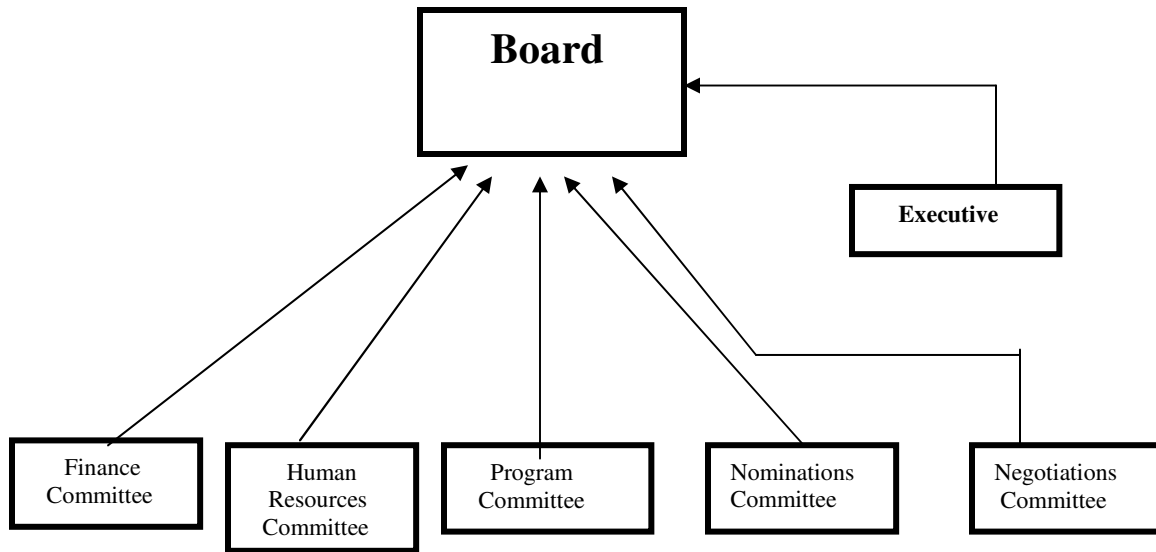 Board
Executive
Finance
Committee
Human
Resources
Committee
Program
Committee
Nominations
Committee
Negotiations
Committee